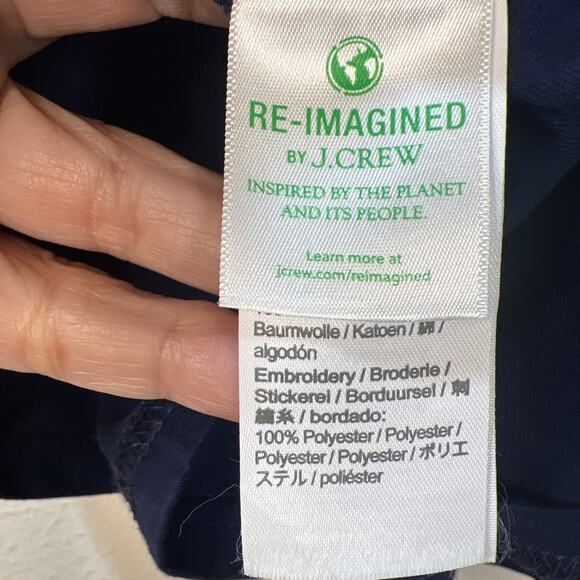 RE-IMAGINED
BY J.CREW
INSPIRED BY THE PLANET
AND ITS PEOPLE.
Learn more at
jcrew.com/reimagined
Baumwolle / Katoen / 綿 /
algodón
Embroidery / Broderie /
Stickerei / Borduursel / 刺
繍糸 / bordado:
100% Polyester / Polyester /
Polyester / Polyester / ポリエ
ステル / poliéster